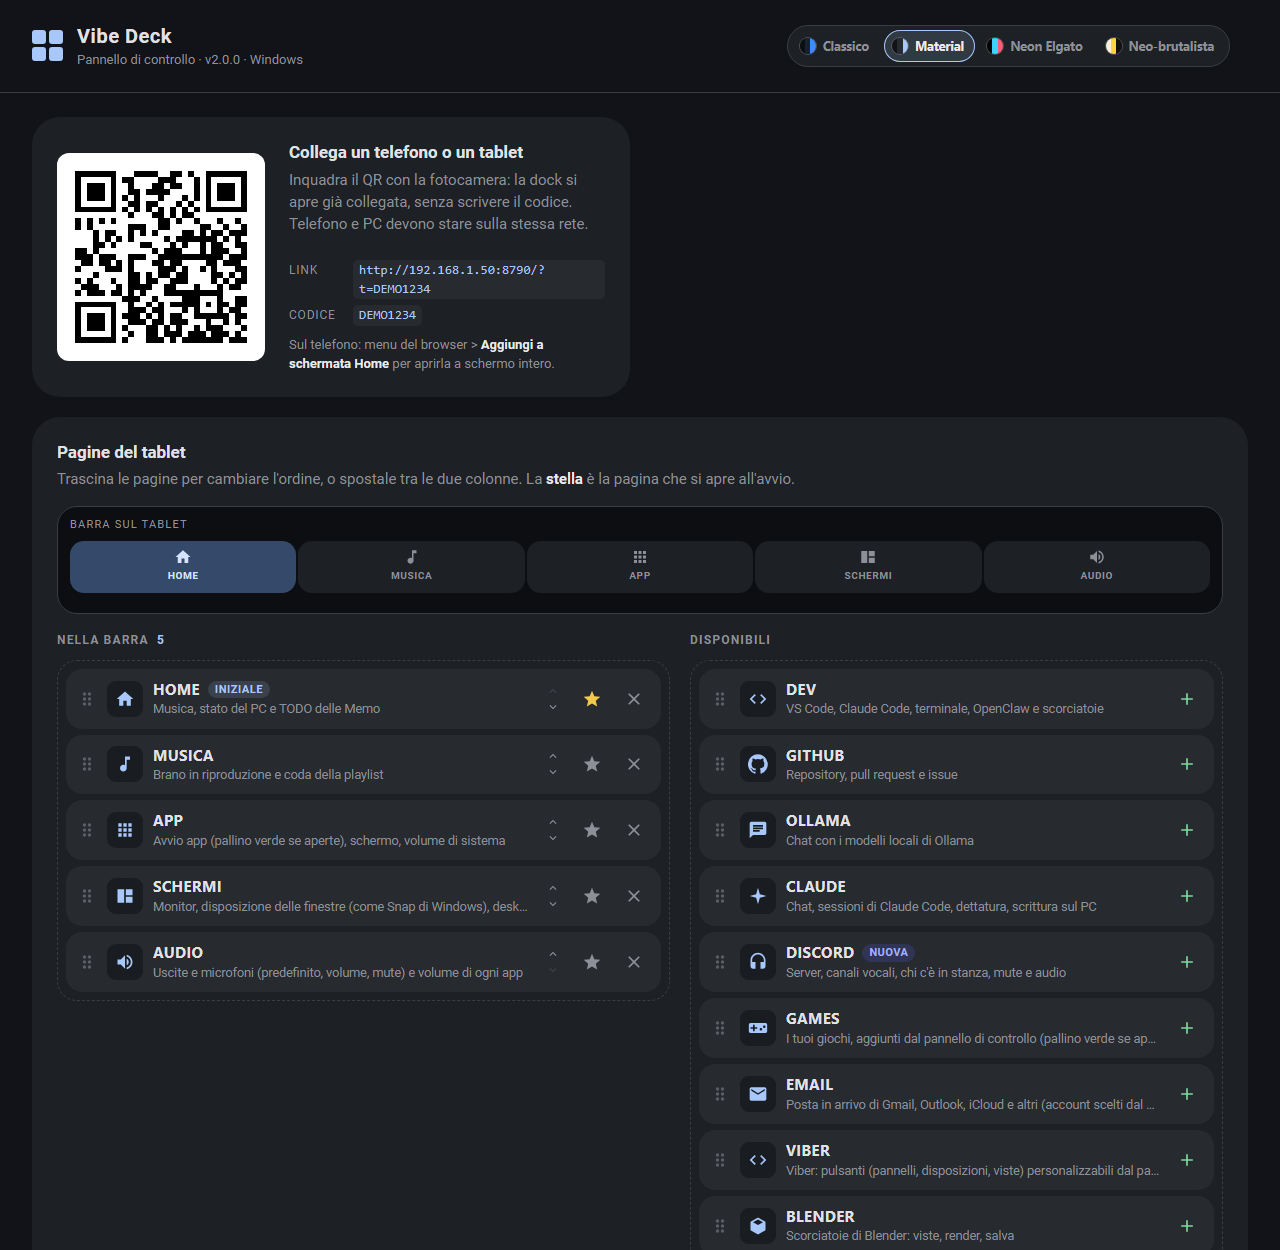 Vibe Deck
Pannello di controllo · v2.0.0 · Windows
Classico
Material
Neon Elgato
Neo-brutalista
Collega un telefono o un tablet
Inquadra il QR con la fotocamera: la dock si
apre già collegata, senza scrivere il codice.
Telefono e PC devono stare sulla stessa rete.
LINK
http://192.168.1.50:8790/?
t=DEMO1234
CODICE
DEMO1234
Sul telefono: menu del browser > Aggiungi a
schermata Home per aprirla a schermo intero.
Pagine del tablet
Trascina le pagine per cambiare l'ordine, o spostale tra le due colonne. La stella è la pagina che si apre all'avvio.
BARRA SUL TABLET
HOME
MUSICA
APP
SCHERMI
AUDIO
NELLA BARRA 5
HOME INIZIALE
Musica, stato del PC e TODO delle Memo
MUSICA
Brano in riproduzione e coda della playlist
APP
Avvio app (pallino verde se aperte), schermo, volume di sistema
SCHERMI
Monitor, disposizione delle finestre (come Snap di Windows), desk...
AUDIO
Uscite e microfoni (predefinito, volume, mute) e volume di ogni app
DISPONIBILI
DEV
VS Code, Claude Code, terminale, OpenClaw e scorciatoie
GITHUB
Repository, pull request e issue
OLLAMA
Chat con i modelli locali di Ollama
CLAUDE
Chat, sessioni di Claude Code, dettatura, scrittura sul PC
DISCORD NUOVA
Server, canali vocali, chi c'è in stanza, mute e audio
GAMES
I tuoi giochi, aggiunti dal pannello di controllo (pallino verde se ap...
EMAIL
Posta in arrivo di Gmail, Outlook, iCloud e altri (account scelti dal ...
VIBER
Viber: pulsanti (pannelli, disposizioni, viste) personalizzabili dal pa...
BLENDER
Scorciatoie di Blender: viste, render, salva